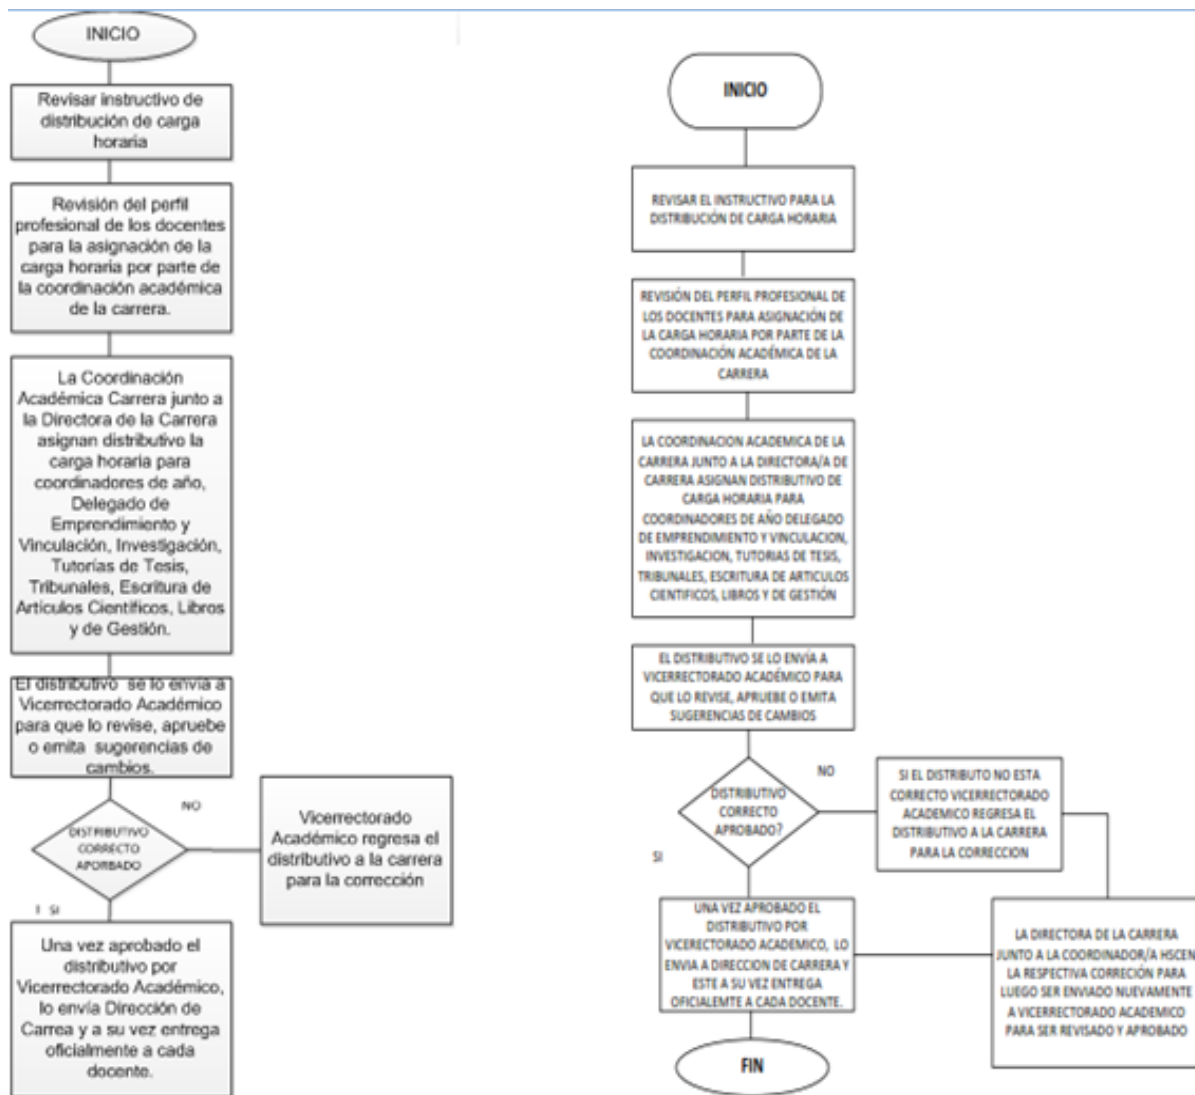 INICIO
Revisar instructivo de
distribución de carga
horaria
Revisión del perfil
profesional de los docentes
para la asignación de la
carga horaria por parte de
la coordinación académica
de la carrera.
La Coordinación
Académica Carrera junto a
la Directora de la Carrera
asignan distributivo la
carga horaria para
coordinadores de año,
Delegado de
Emprendimiento y
Vinculación, Investigación,
Tutorías de Tesis,
Tribunales, Escritura de
Artículos Científicos, Libros
y de Gestión.
El distributivo se lo envía a
Vicerrectorado Académico
para que lo revise, apruebe
o emita sugerencias de
cambios.
NO
DISTRIBUTIVO
CORRECTO
APORBADO
Vicerrectorado
Académico regresa el
distributivo a la carrera
para la corrección
I SI
Una vez aprobado el
distributivo por
Vicerrectorado Académico,
lo envía Dirección de
Carrea y a su vez entrega
oficialmente a cada
docente.
INICIO
REVISAR EL INSTRUCTIVO PARA LA
DISTRIBUCIÓN DE CARGA HORARIA
REVISIÓN DEL PERFIL PROFESIONAL DE
LOS DOCENTES PARA ASIGNACIÓN DE
LA CARGA HORARIA POR PARTE DE LA
COORDINACIÓN ACADÉMICA DE LA
CARRERA
LA COORDINACION ACADEMICA DE LA
CARRERA JUNTO A LA DIRECTORA/A DE
CARRERA ASIGNAN DISTRIBUTIVO DE
CARGA HORARIA PARA
COORDINADORES DE AÑO DELEGADO
DE EMPRENDIMIENTO Y VINCULACION,
INVESTIGACION, TUTORIAS DE TESIS,
TRIBUNALES, ESCRITURA DE ARTICULOS
CIENTIFICOS, LIBROS Y DE GESTIÓN
EL DISTRIBUTIVO SE LO ENVÍA A
VICERRECTORADO ACADÉMICO PARA
QUE LO REVISE, APRUEBE O EMITA
SUGERENCIAS DE CAMBIOS
NO
DISTRIBUTIVO
CORRECTO
APROBADO?
SI
SI EL DISTRIBUTO NO ESTA
CORRECTO VICERRECTORADO
ACADEMICO REGRESA EL
DISTRIBUTIVO A LA CARRERA
PARA LA CORRECCION
UNA VEZ APROBADO EL
DISTRIBUTIVO POR
VICERECTORADO ACADEMICO, LO
ENVIA A DIRECCION DE CARRERA Y
ESTE A SU VEZ ENTREGA
OFICIALEMTE A CADA DOCENTE.
LA DIRECTORA DE LA CARRERA
JUNTO A LA COORDINADOR/A HSCEN
LA RESPECTIVA CORRECIÓN PARA
LUEGO SER ENVIADO NUEVAMENTE
A VICERRECTORADO ACADEMICO
PARA SER REVISADO Y APROBADO
FIN